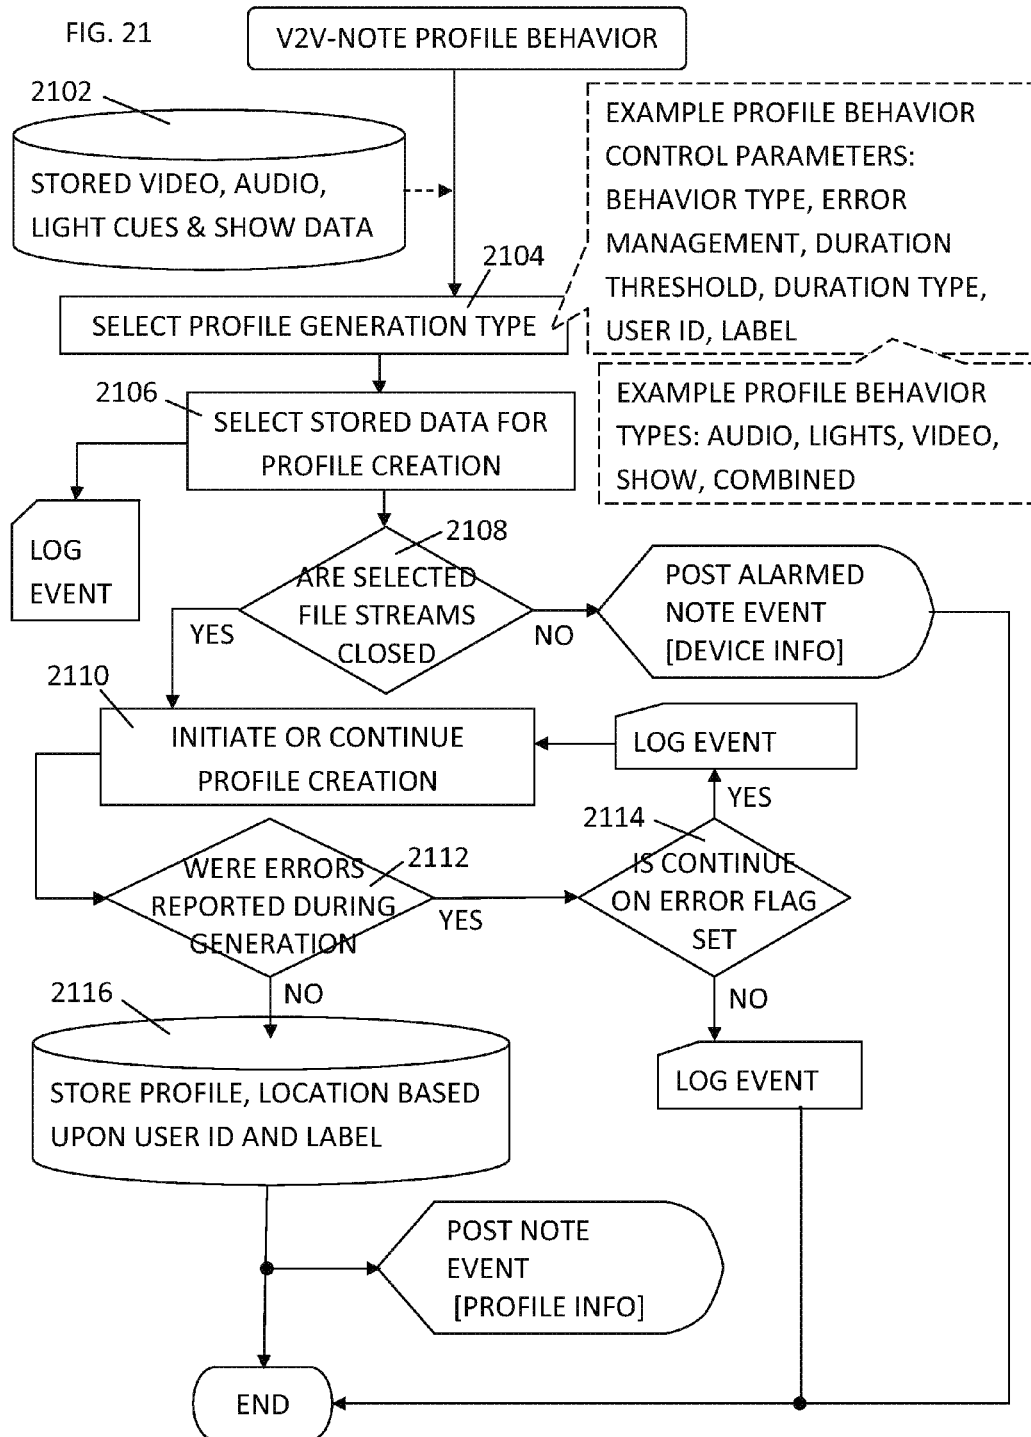 FIG. 21
V2V-NOTE PROFILE BEHAVIOR
2102
STORED VIDEO, AUDIO,
LIGHT CUES & SHOW DATA
EXAMPLE PROFILE BEHAVIOR
CONTROL PARAMETERS:
BEHAVIOR TYPE, ERROR
MANAGEMENT, DURATION
THRESHOLD, DURATION TYPE,
USER ID, LABEL
2104
SELECT PROFILE GENERATION TYPE
EXAMPLE PROFILE BEHAVIOR
TYPES: AUDIO, LIGHTS, VIDEO,
SHOW, COMBINED
2106
SELECT STORED DATA FOR
PROFILE CREATION
LOG
EVENT
2108
ARE SELECTED
FILE STREAMS
CLOSED
YES
NO
POST ALARMED
NOTE EVENT
[DEVICE INFO]
2110
INITIATE OR CONTINUE
PROFILE CREATION
LOG EVENT
YES
2112
WERE ERRORS
REPORTED DURING
GENERATION
YES
2114
IS CONTINUE
ON ERROR FLAG
SET
NO
NO
LOG EVENT
2116
STORE PROFILE, LOCATION BASED
UPON USER ID AND LABEL
POST NOTE
EVENT
[PROFILE INFO]
END